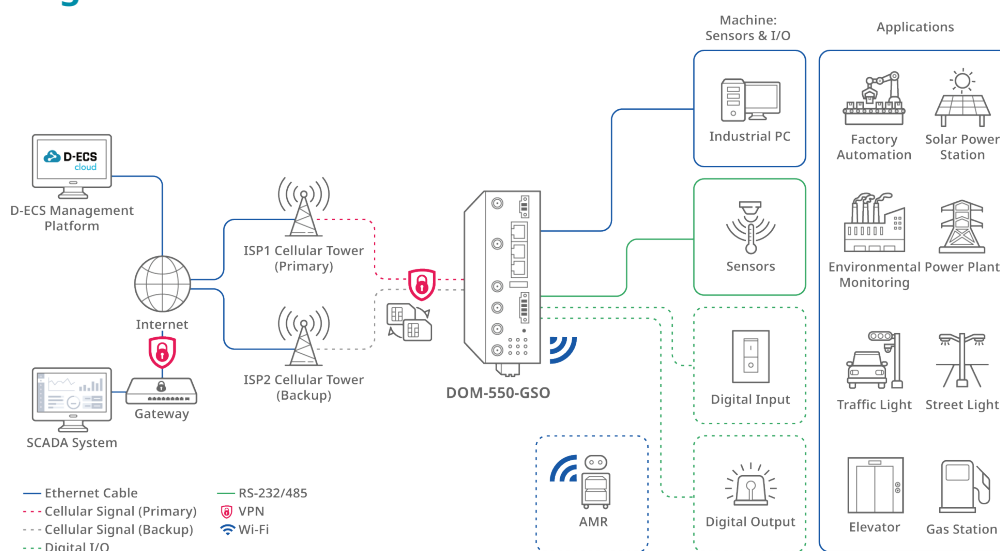 Machine:
Sensors & I/O
Applications
D-ECS
cloud
D-ECS Management
Platform
Internet
SCADA System
Gateway
ISP1 Cellular Tower
(Primary)
ISP2 Cellular Tower
(Backup)
DOM-550-GSO
Industrial PC
Sensors
Digital Input
Digital Output
AMR
Factory
Automation
Solar Power
Station
Environmental
Monitoring
Power Plant
Traffic Light
Street Light
Elevator
Gas Station
Ethernet Cable
Cellular Signal (Primary)
Cellular Signal (Backup)
Digital I/O
RS-232/485
VPN
Wi-Fi